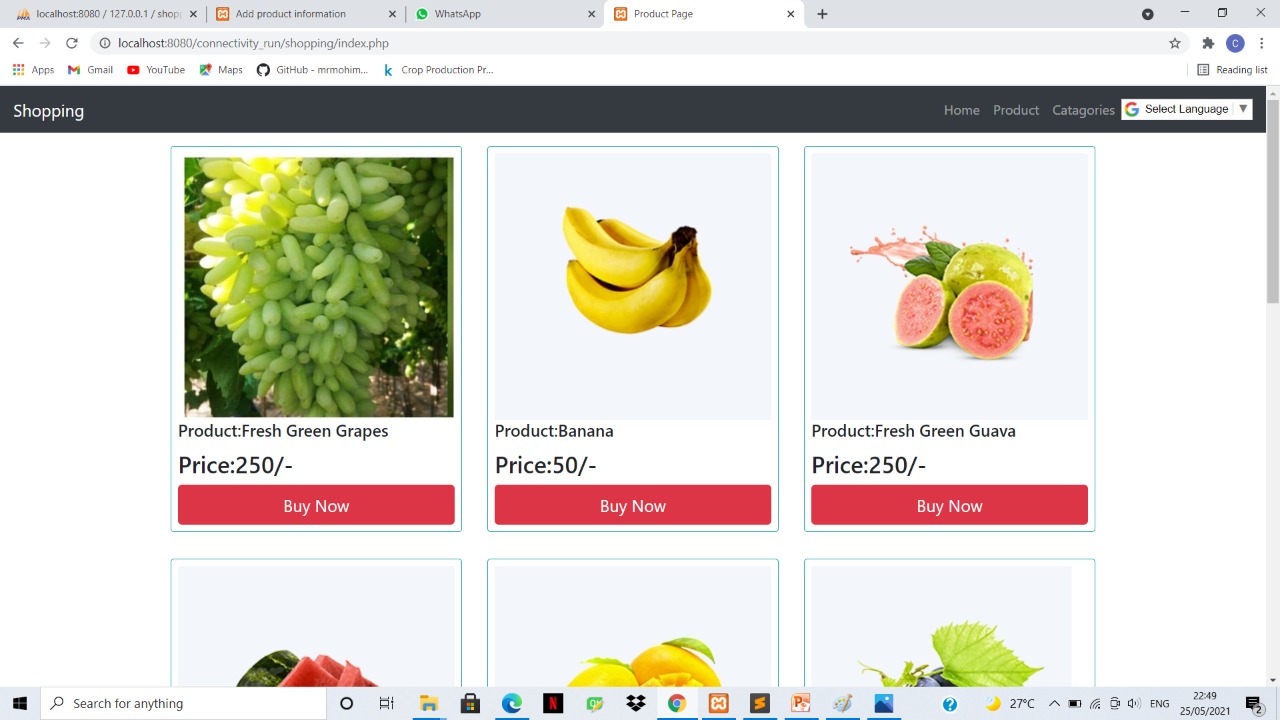 localhost:8080 / 127.0.0.1 / shop
Add product information
WhatsApp
Product Page
localhost:8080/connectivity_run/shopping/index.php
C
Apps
Gmail
YouTube
Maps
GitHub - mrmohim...
Crop Production Pr...
Reading list
Shopping
Home
Product
Catagories
Select Language
Product:Fresh Green Grapes
Price:250/-
Buy Now
Product:Banana
Price:50/-
Buy Now
Product:Fresh Green Guava
Price:250/-
Buy Now
Search for anything
27°C
ENG
22:49
25/05/2021
2